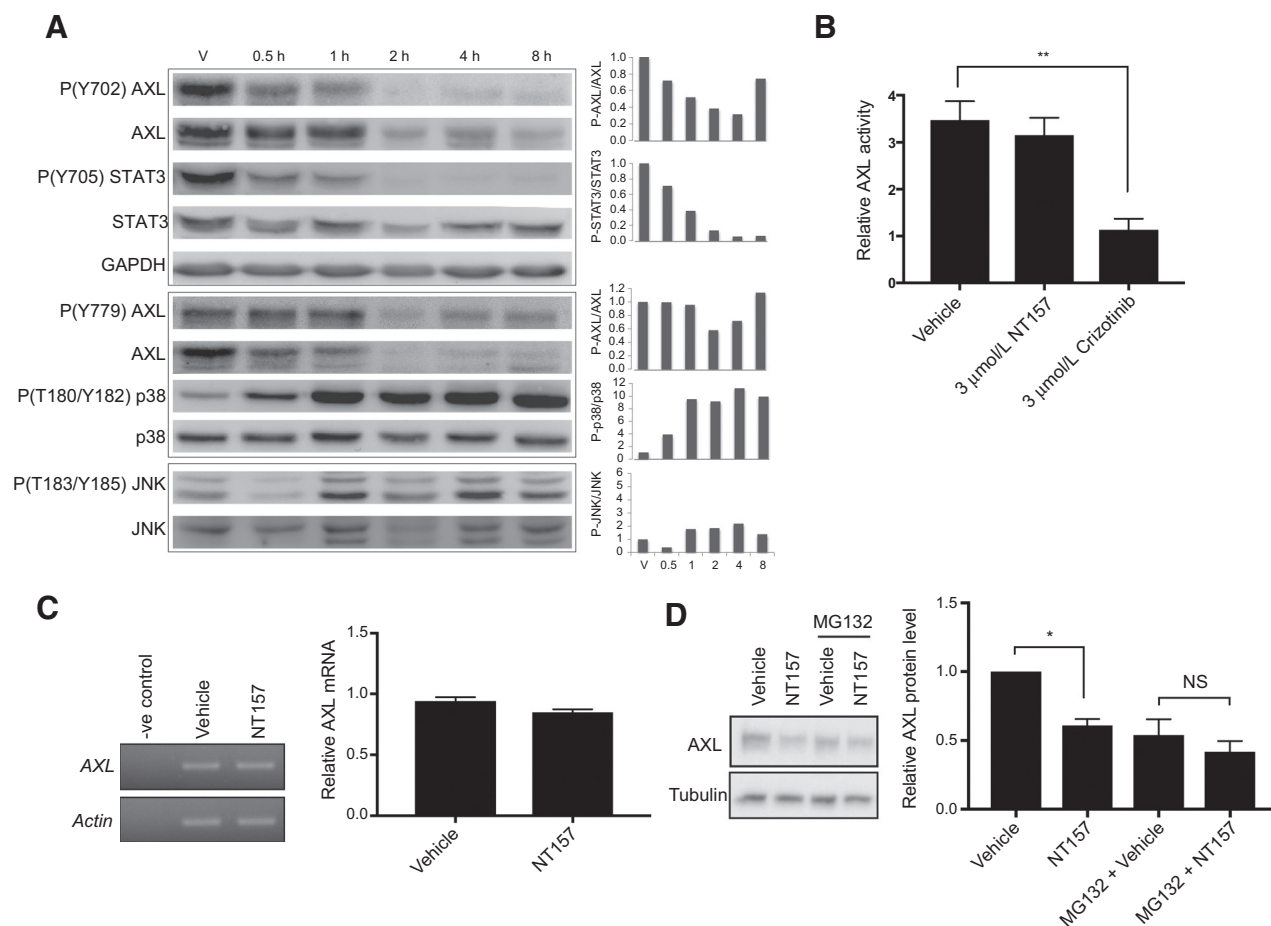 A
V 0.5 h 1 h 2 h 4 h 8 h
P(Y702) AXL
AXL
P(Y705) STAT3
STAT3
GAPDH
P(Y779) AXL
AXL
P(T180/Y182) p38
p38
P(T183/Y185) JNK
JNK
P-AXL/AXL
1.0
0.8
0.6
0.4
0.2
0.0
P-STAT3/STAT3
1.0
0.8
0.6
0.4
0.2
0.0
P-AXL/AXL
1.2
1.0
0.8
0.6
0.4
0.2
0.0
P-p38/p38
12
10
8
6
4
2
0
P-JNK/JNK
6
5
4
3
2
1
0
V 0.5 1 2 4 8
B
**
Relative AXL activity
4
3
2
1
0
Vehicle
3 μmol/L NT157
3 μmol/L Crizotinib
C
-ve control
Vehicle
NT157
AXL
Actin
Relative AXL mRNA
1.5
1.0
0.5
0.0
Vehicle
NT157
D
MG132
Vehicle
NT157
Vehicle
NT157
AXL
Tubulin
Relative AXL protein level
1.5
1.0
0.5
0.0
*
NS
Vehicle
NT157
MG132 + Vehicle
MG132 + NT157